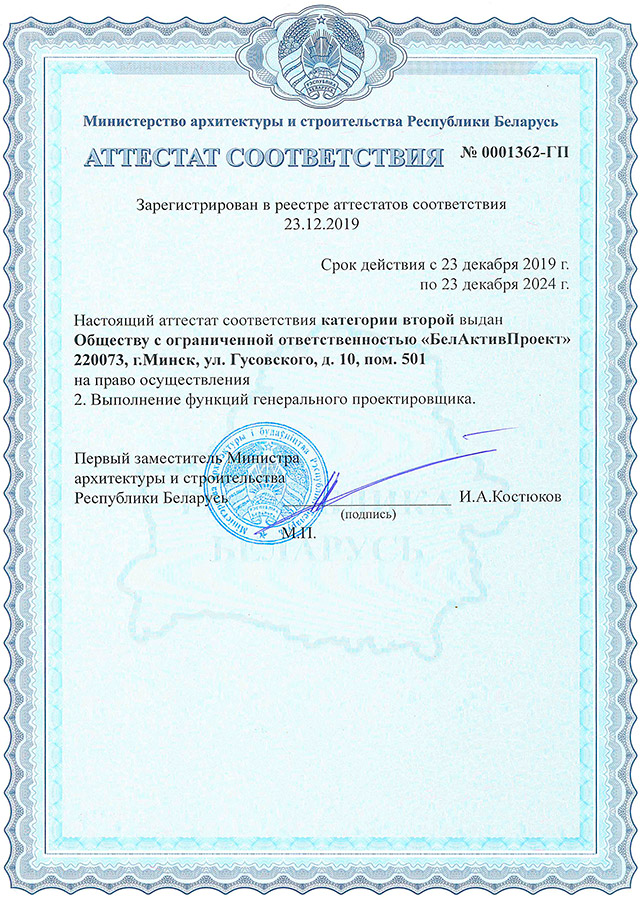 РЭСПУБЛІКА
БЕЛАРУСЬ
Министерство архитектуры и строительства Республики Беларусь
АТТЕСТАТ СООТВЕТСТВИЯ № 0001362-ГП
Зарегистрирован в реестре аттестатов соответствия
23.12.2019
Срок действия с 23 декабря 2019 г.
по 23 декабря 2024 г.
Настоящий аттестат соответствия категории второй выдан
Обществу с ограниченной ответственностью «БелАктивПроект»
220073, г.Минск, ул. Гусовского, д. 10, пом. 501
на право осуществления
2. Выполнение функций генерального проектировщика.
Первый заместитель Министра
архитектуры и строительства
Республики Беларусь
И.А.Костюков
(подпись)
М.П.
БЕЛАРУСЬ